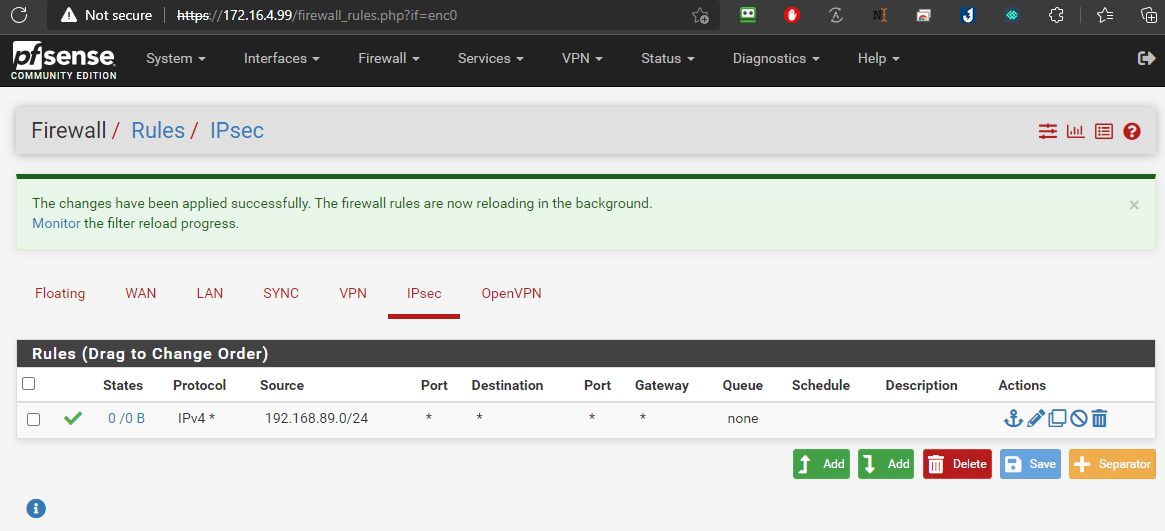 Not secure | https://172.16.4.99/firewall_rules.php?if=enc0
pfsense
COMMUNITY EDITION
System Interfaces Firewall Services VPN Status Diagnostics Help
Firewall / Rules / IPsec
The changes have been applied successfully. The firewall rules are now reloading in the background.
Monitor the filter reload progress.
×
Floating WAN LAN SYNC VPN IPsec OpenVPN
Rules (Drag to Change Order)
States Protocol Source Port Destination Port Gateway Queue Schedule Description Actions
0 /0 B IPv4 * 192.168.89.0/24 * * * * none
Add Add Delete Save Separator